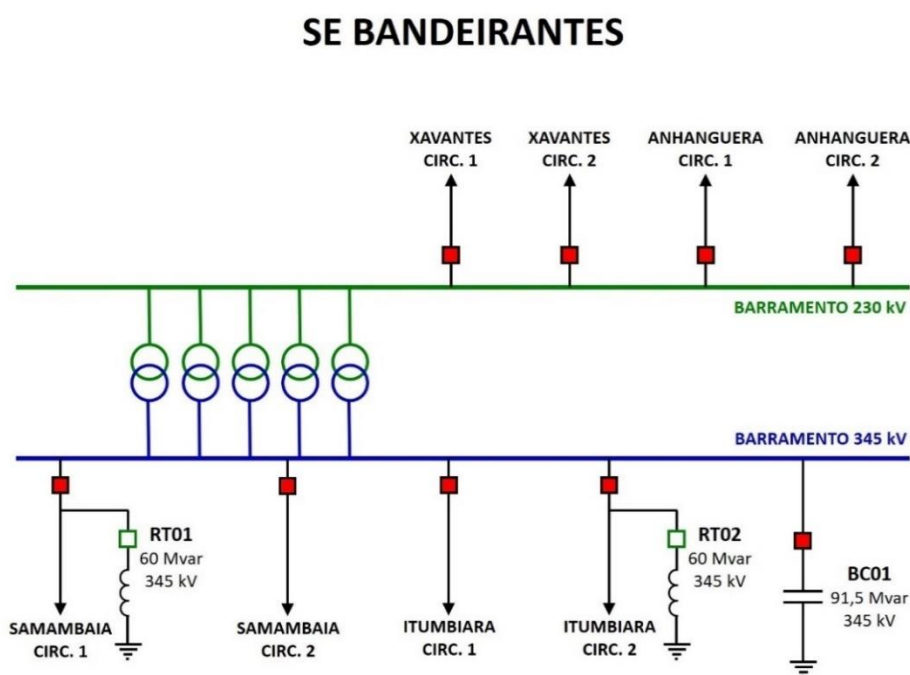 SE BANDEIRANTES
XAVANTES
CIRC. 1
XAVANTES
CIRC. 2
ANHANGUERA
CIRC. 1
ANHANGUERA
CIRC. 2
BARRAMENTO 230 kV
BARRAMENTO 345 kV
RT01
60 Mvar
345 kV
RT02
60 Mvar
345 kV
BC01
91,5 Mvar
345 kV
SAMAMBAIA
CIRC. 1
SAMAMBAIA
CIRC. 2
ITUMBIARA
CIRC. 1
ITUMBIARA
CIRC. 2